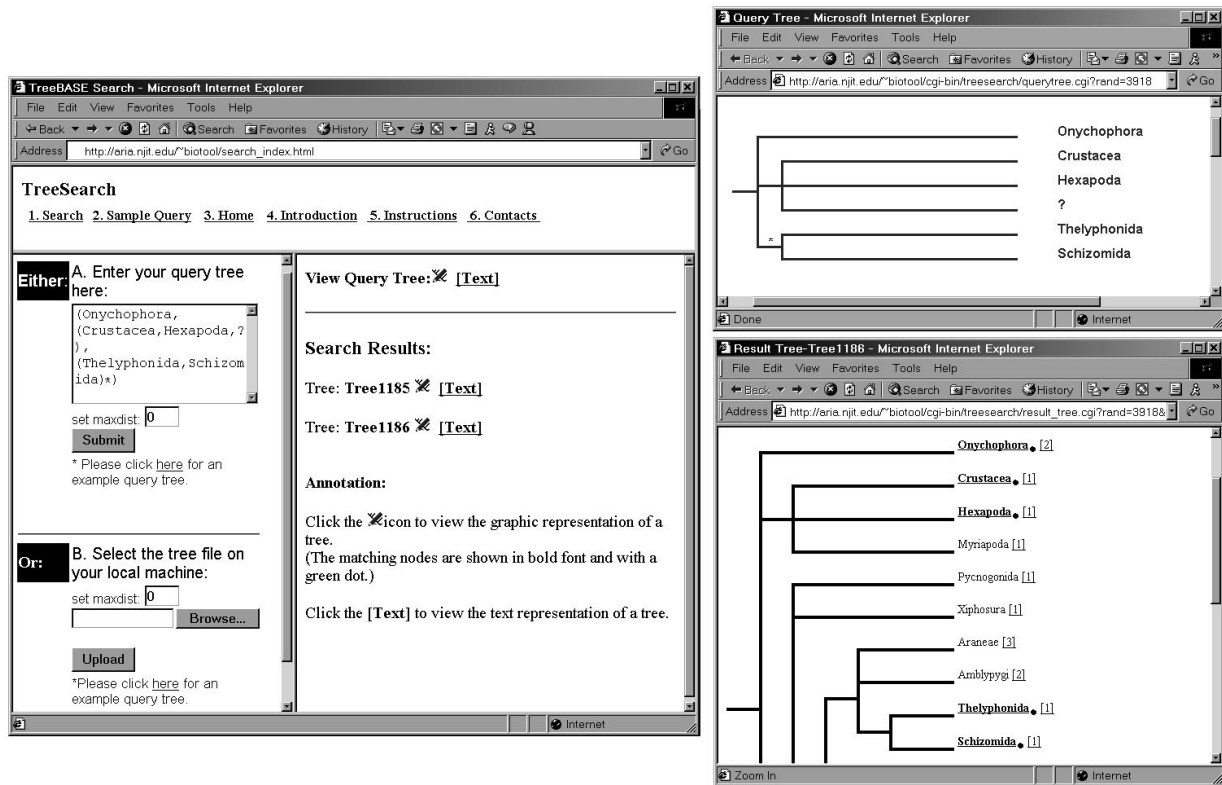 TreeBASE Search - Microsoft Internet Explorer
File Edit View Favorites Tools Help
Back Search Favorites History
Address http://aria.njit.edu/~biotool/search_index.html Go
TreeSearch
1. Search 2. Sample Query 3. Home 4. Introduction 5. Instructions 6. Contacts
Either:
A. Enter your query tree
here:
(Onychophora,
(Crustacea,Hexapoda,?
),
(Thelyphonida,Schizom
ida)*)
set maxdist: 0
Submit
* Please click here for an
example query tree.
Or:
B. Select the tree file on
your local machine:
set maxdist: 0
Browse...
Upload
*Please click here for an
example query tree.
View Query Tree: [Text]
Search Results:
Tree: Tree1185 [Text]
Tree: Tree1186 [Text]
Annotation:
Click the icon to view the graphic representation of a
tree.
(The matching nodes are shown in bold font and with a
green dot.)
Click the [Text] to view the text representation of a tree.
Internet
Query Tree - Microsoft Internet Explorer
File Edit View Favorites Tools Help
Back Search Favorites History »
Address http://aria.njit.edu/~biotool/cgi-bin/treesearch/querytree.cgi?rand=3918 Go
Onychophora
Crustacea
Hexapoda
?
Thelyphonida
*
Schizomida
Done Internet
Result Tree-Tree1186 - Microsoft Internet Explorer
File Edit View Favorites Tools Help
Back Search Favorites History »
Address http://aria.njit.edu/~biotool/cgi-bin/treesearch/result_tree.cgi?rand=3918& Go
Onychophora [2]
Crustacea [1]
Hexapoda [1]
Myriapoda [1]
Pycnogonida [1]
Xiphosura [1]
Araneae [3]
Amblypygi [2]
Thelyphonida [1]
Schizomida [1]
Zoom In Internet